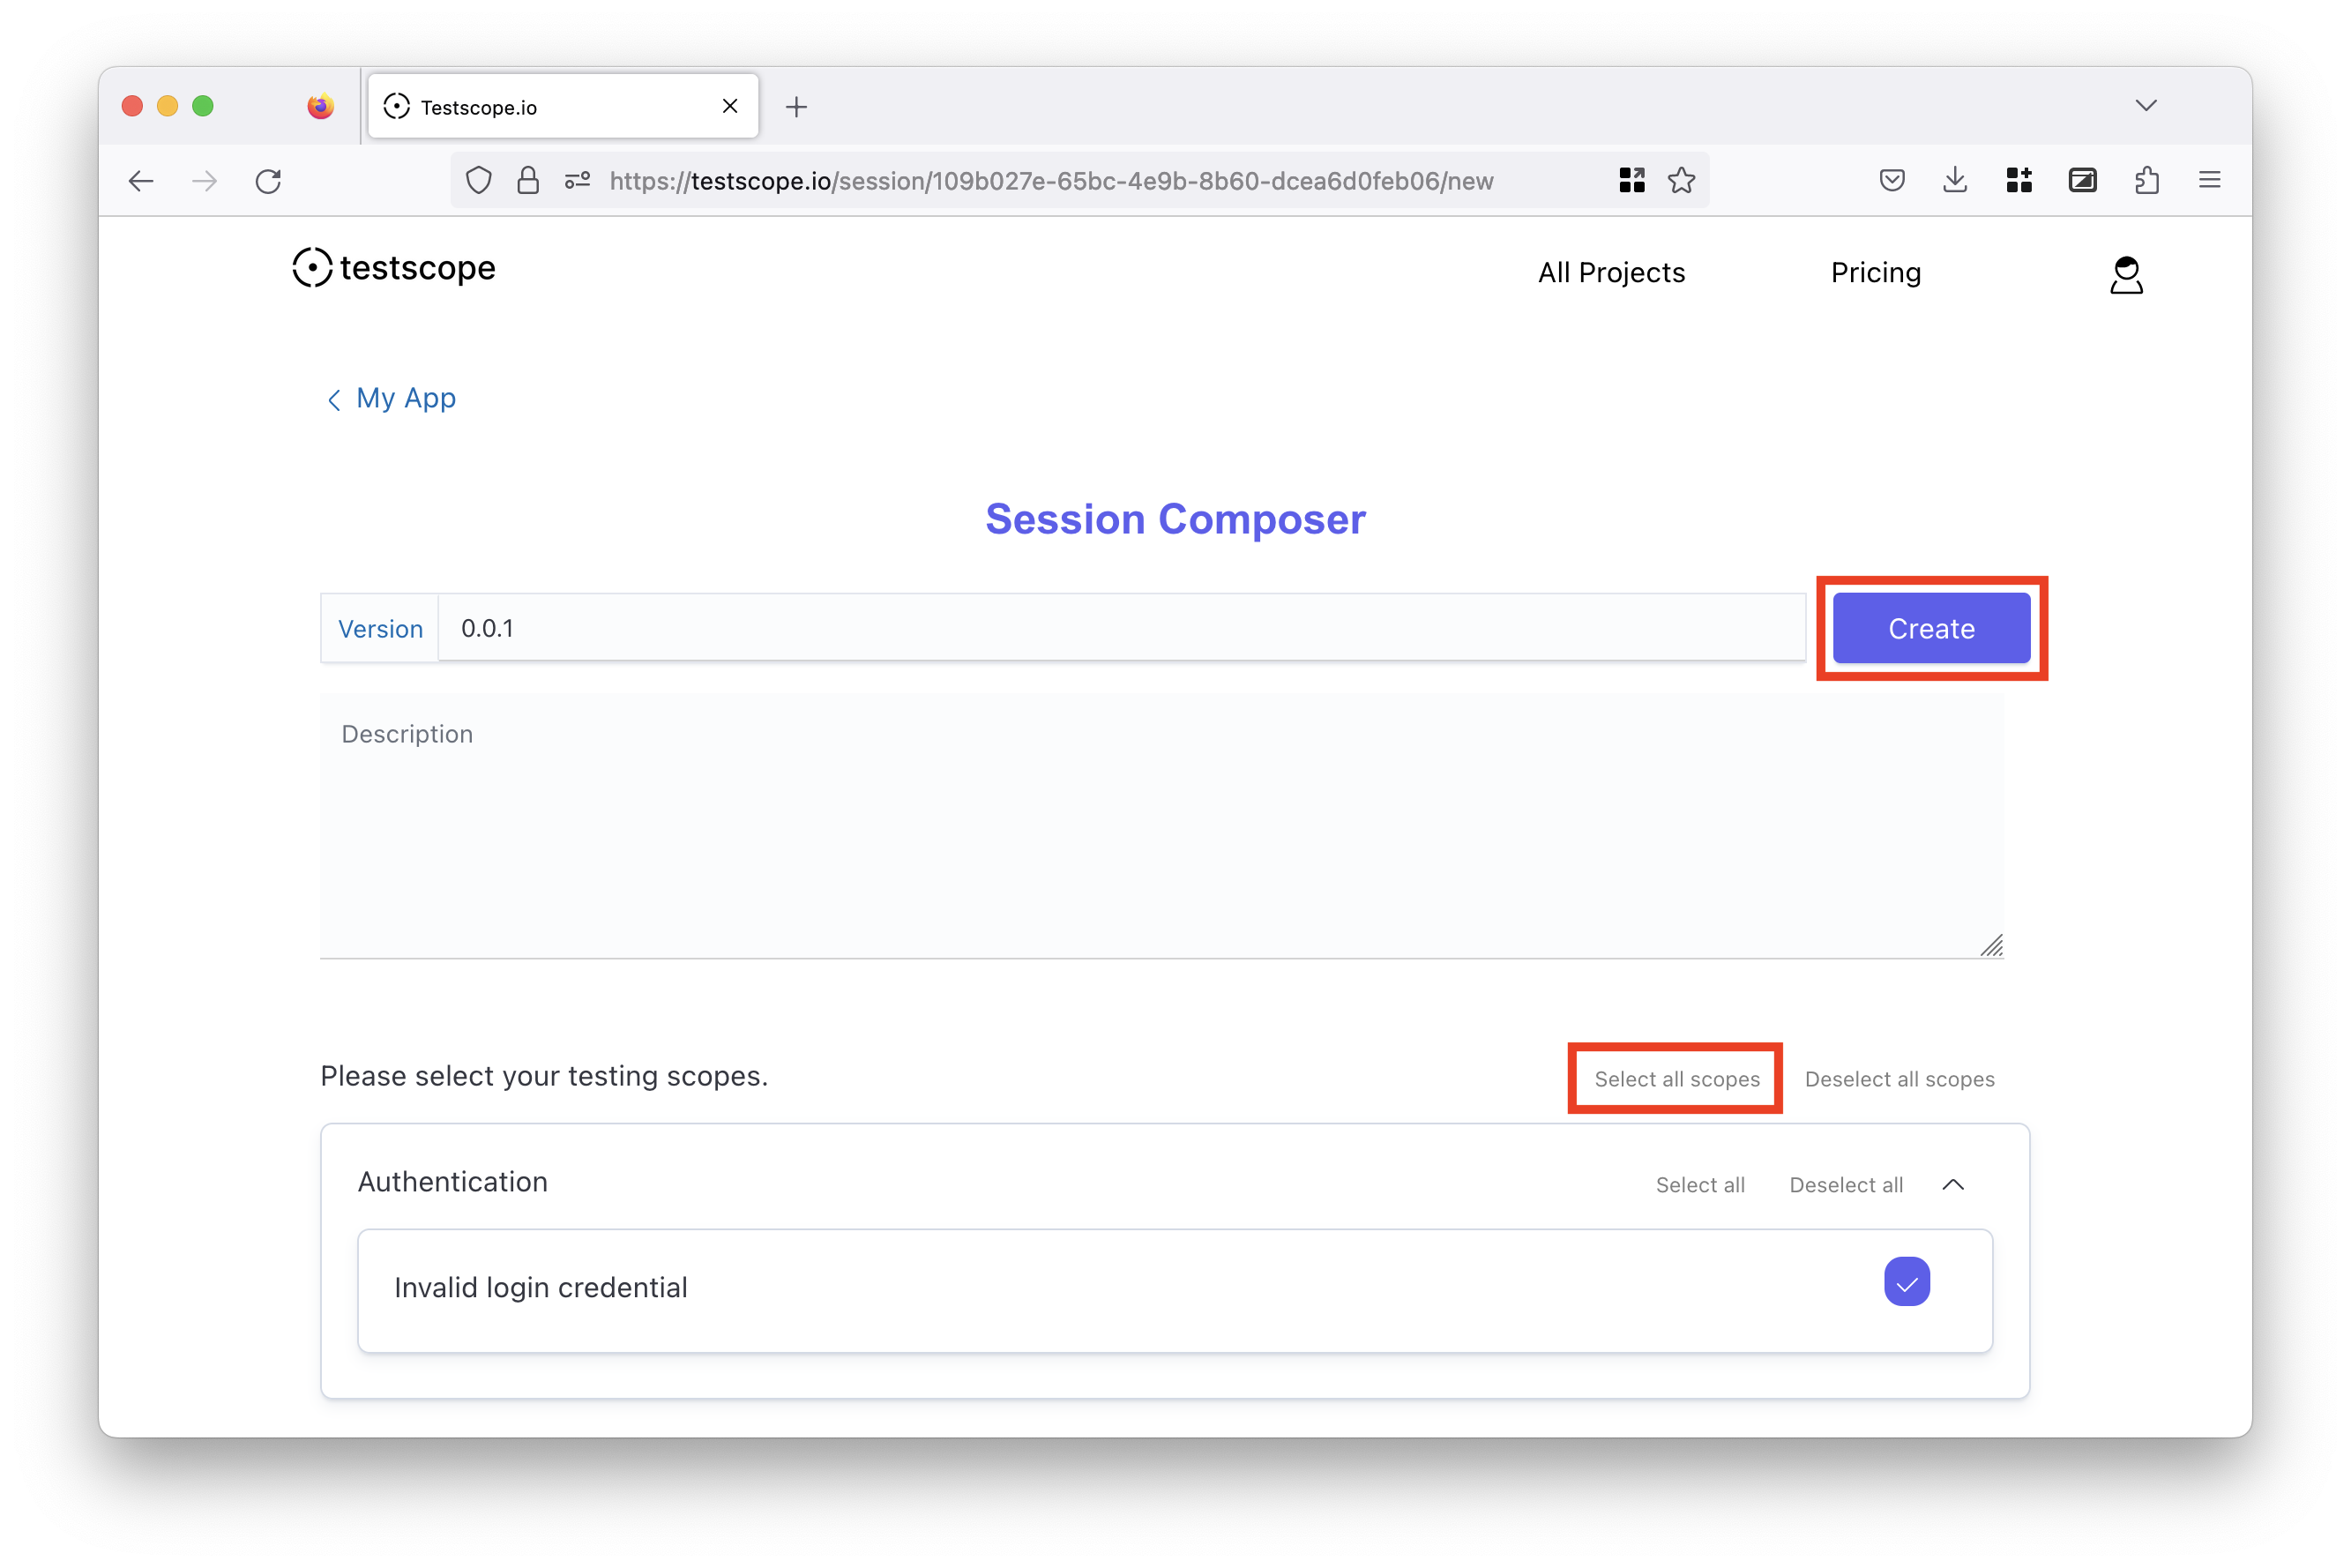 Testscope.io
https://testscope.io/session/109b027e-65bc-4e9b-8b60-dcea6d0feb06/new
testscope
All Projects
Pricing
My App
Session Composer
Version
0.0.1
Create
Description
Please select your testing scopes.
Select all scopes
Deselect all scopes
Authentication
Select all
Deselect all
Invalid login credential